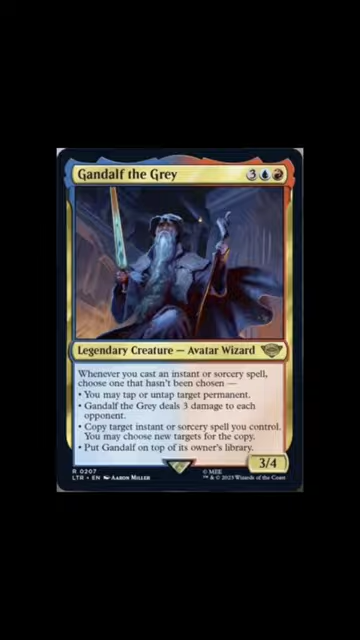 Gandalf the Grey 3
Legendary Creature — Avatar Wizard
Whenever you cast an instant or sorcery spell,
choose one that hasn't been chosen —
• You may tap or untap target permanent.
• Gandalf the Grey deals 3 damage to each
opponent.
• Copy target instant or sorcery spell you control.
You may choose new targets for the copy.
• Put Gandalf on top of its owner's library.
3/4
R 0207
LTR • EN Aaron Miller
© MEE
™ & © 2023 Wizards of the Coast